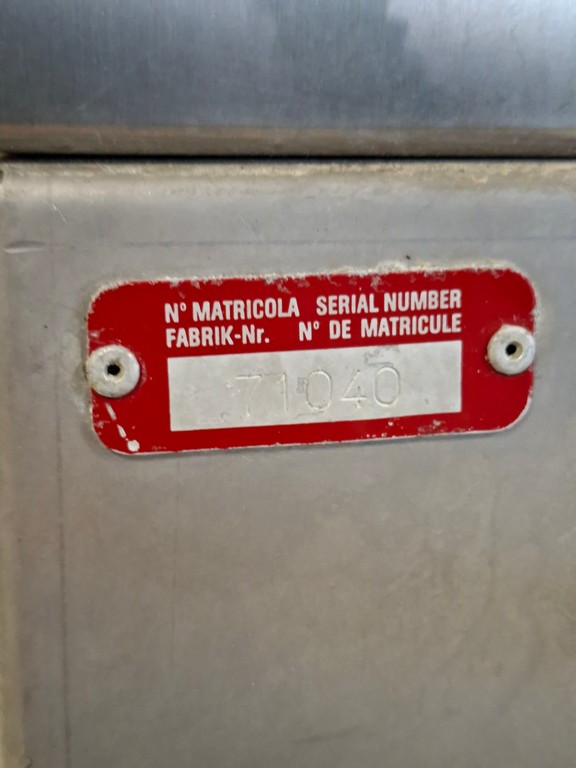 N° MATRICOLA SERIAL NUMBER
FABRIK-Nr. N° DE MATRICULE
71040